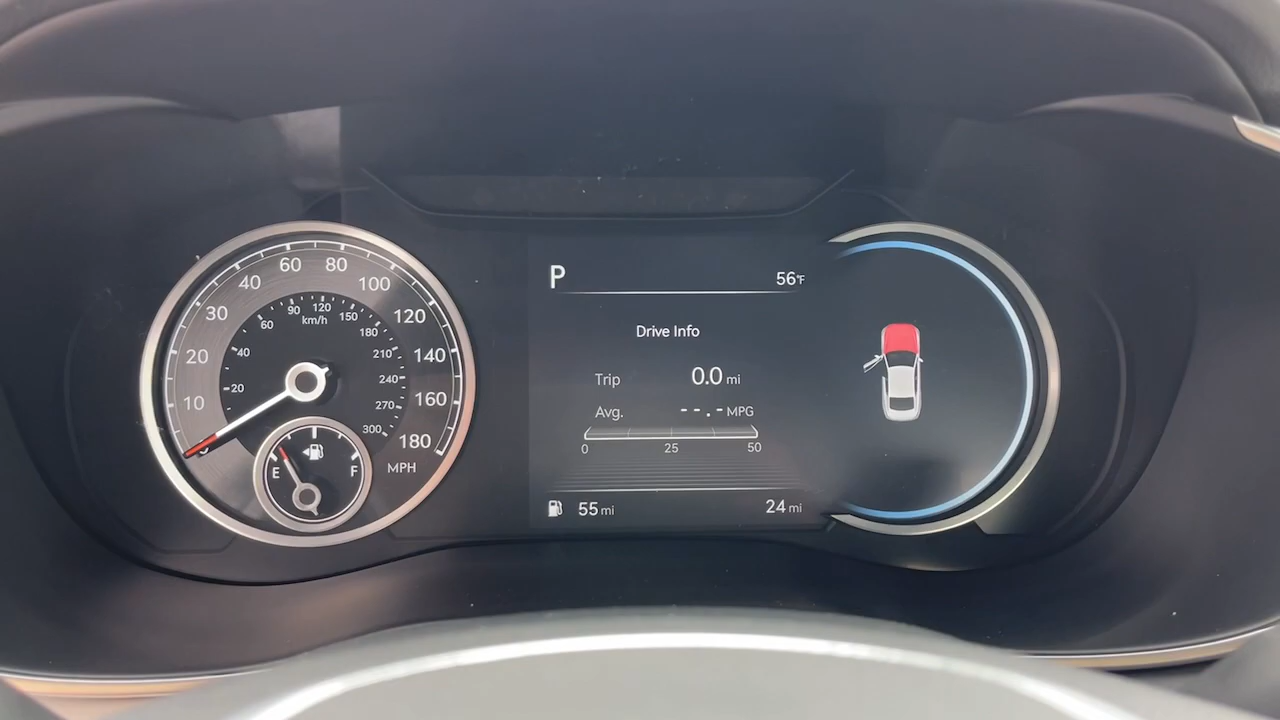 60 80
40 100
30 120
20 140
10 160
180
MPH
90 120 150
km/h
60 180
40 210
20 240
270
300
E F
P 56°F
Drive Info
Trip 0.0 mi
Avg. --.- MPG
0 25 50
55 mi 24 mi